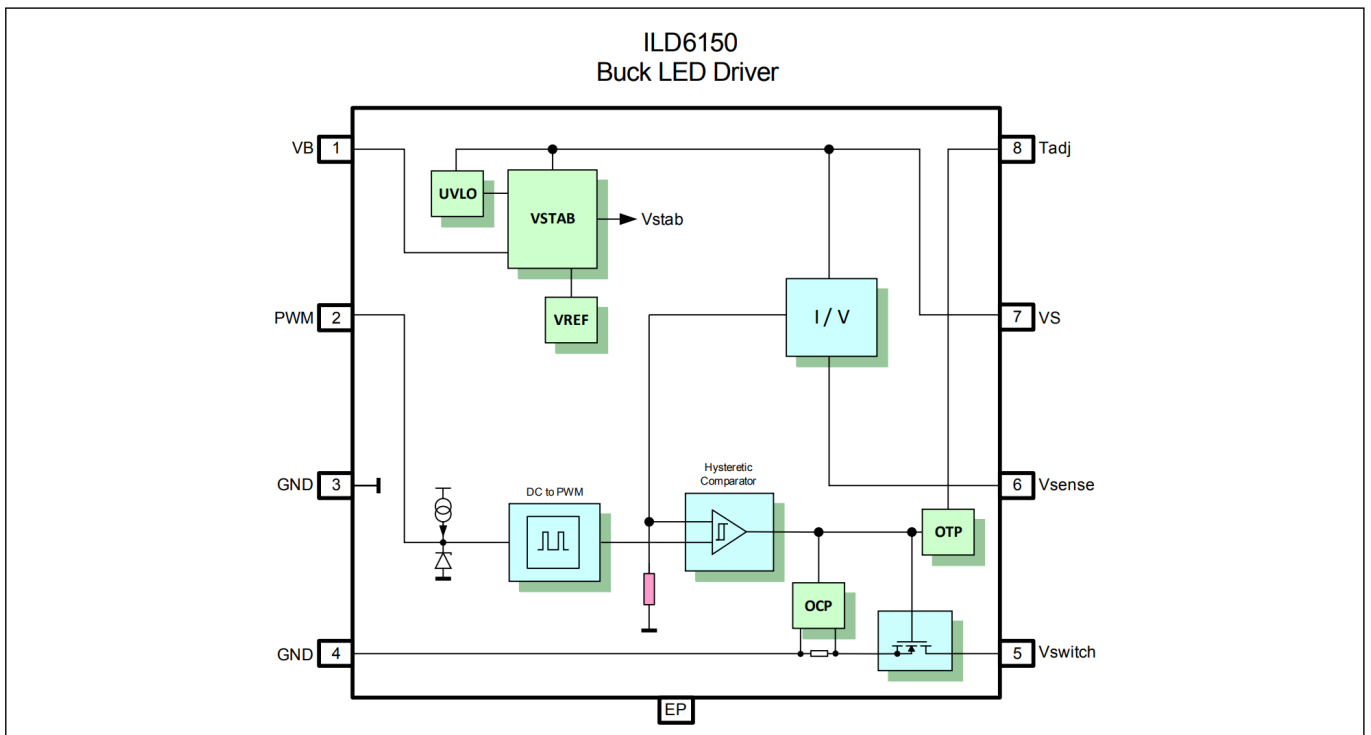 ILD6150
Buck LED Driver
VB 1
8 Tadj
UVLO
VSTAB
Vstab
VREF
I / V
PWM 2
7 VS
GND 3
Hysteretic
Comparator
DC to PWM
6 Vsense
OTP
OCP
GND 4
5 Vswitch
EP